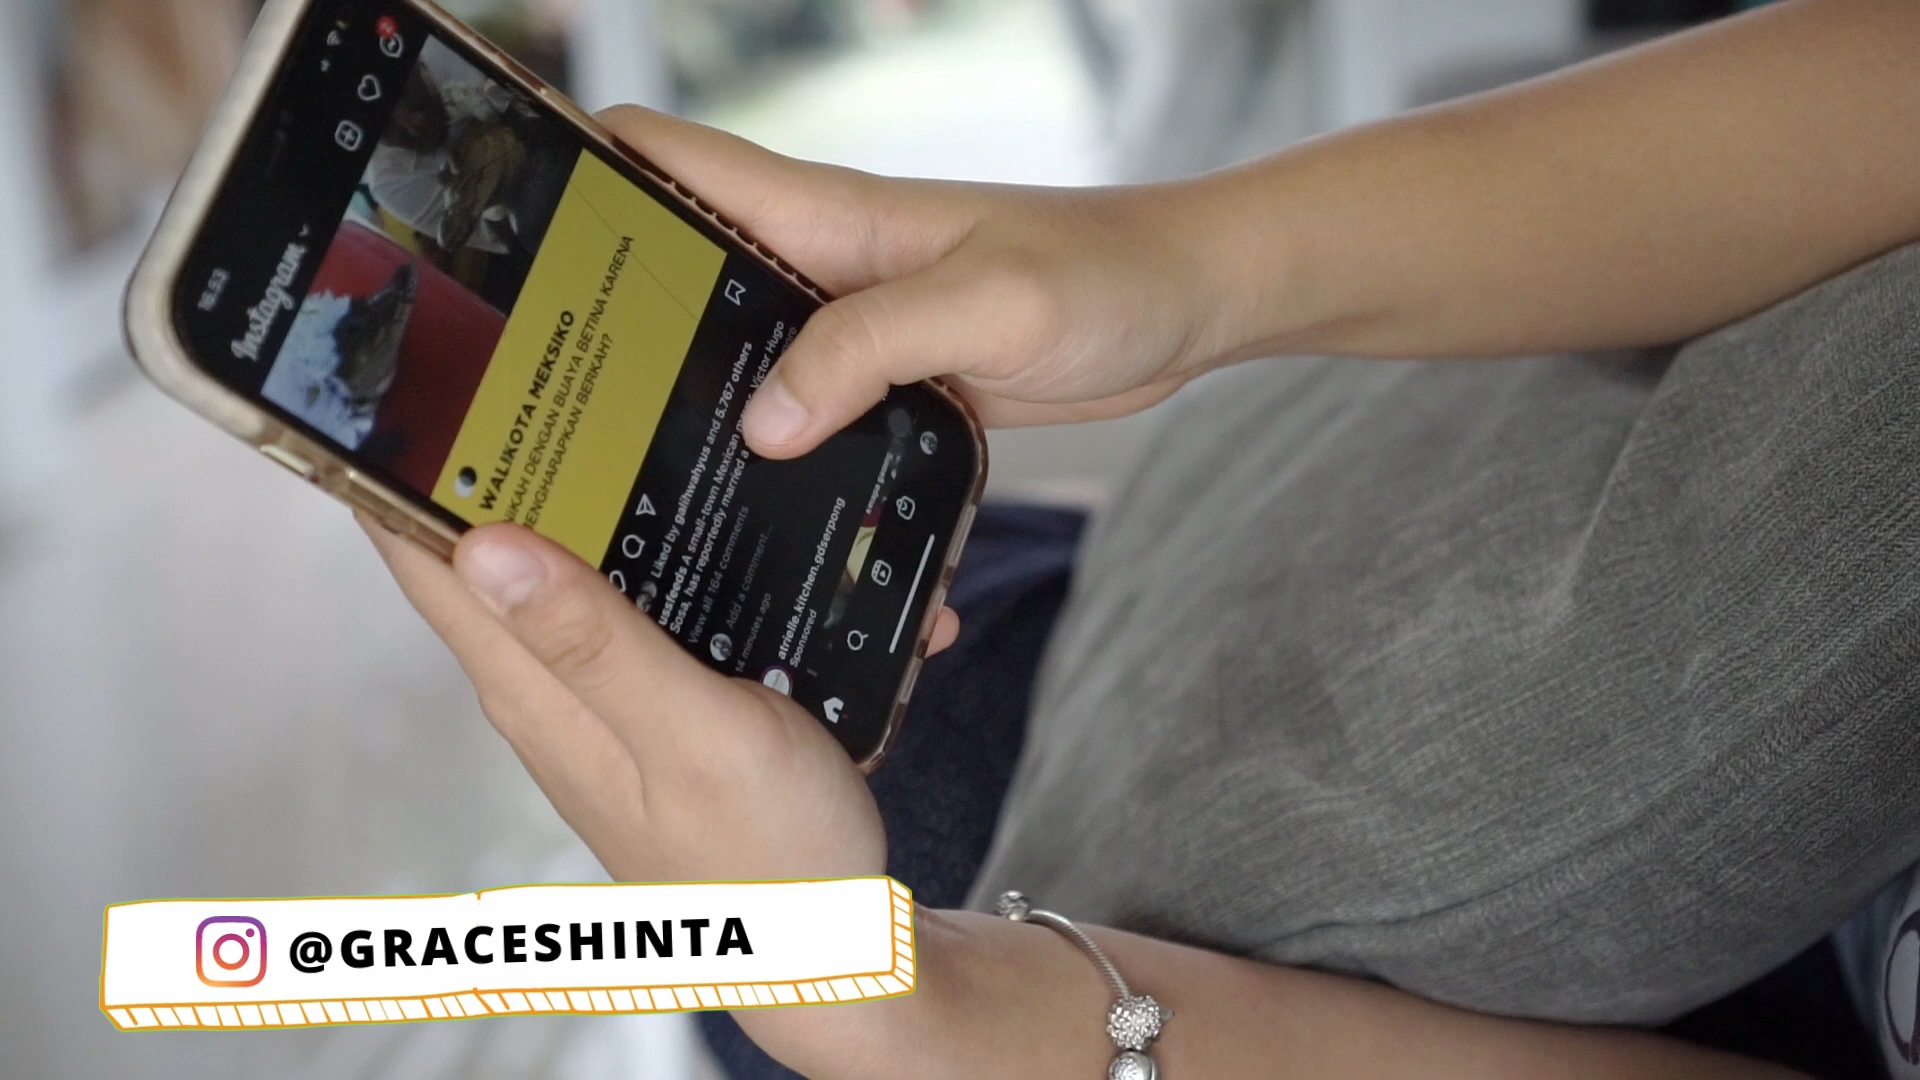 16.53
Instagram
WALIKOTA MEKSIKO
NIKAH DENGAN BUAYA BETINA KARENA
MENGHARAPKAN BERKAH?
Liked by galihwahyus and 5.767 others
ussfeeds A small-town Mexican Victor Hugo
Sosa, has reportedly married a more
View all 164 comments
Add a comment...
14 minutes ago
atrielle.kitchen.gdserpong
Sponsored
@GRACESHINTA